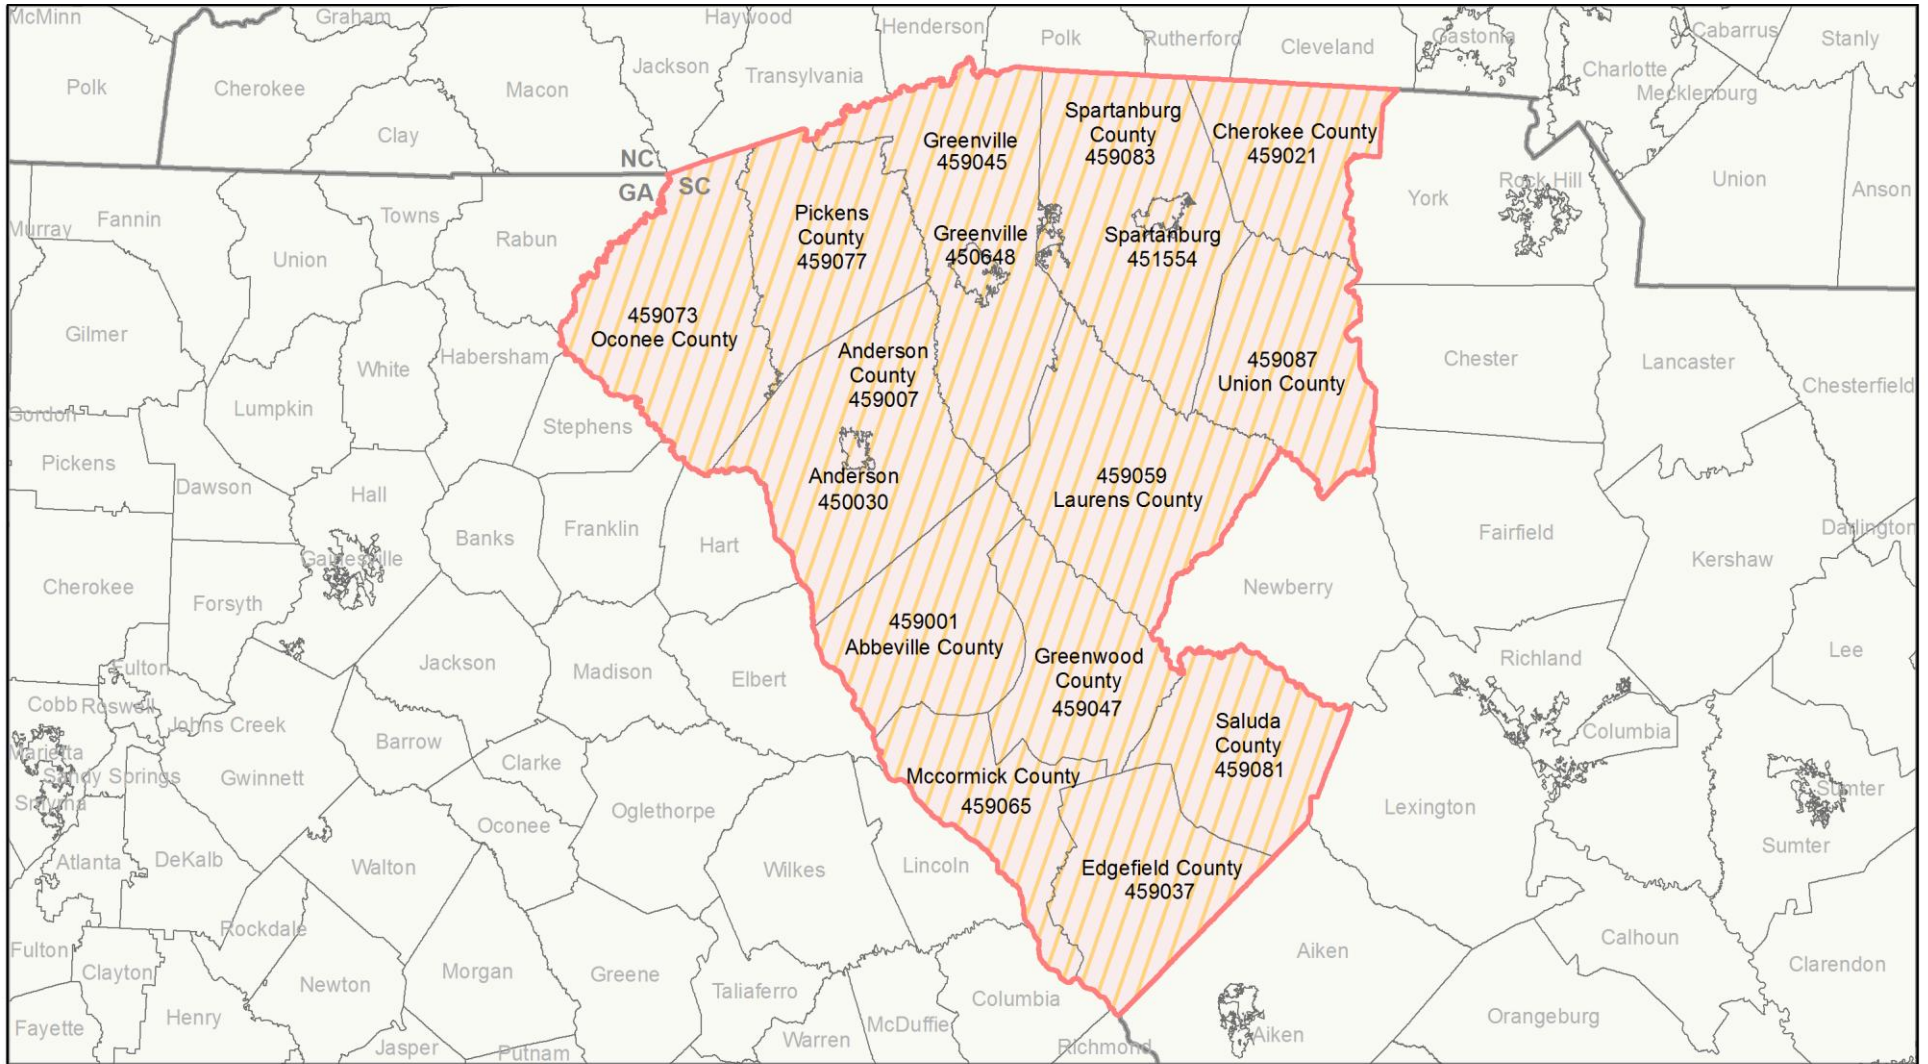 McMinn
Graham
Haywood
Henderson
Polk
Rutherford
Cleveland
Gastonia
Cabarrus
Stanly
Polk
Cherokee
Macon
Jackson
Transylvania
Charlotte
Mecklenburg
Clay
Spartanburg
County
459083
Cherokee County
459021
Greenville
459045
NC
GA
SC
York
Rock Hill
Union
Anson
Murray
Fannin
Towns
Rabun
Union
Pickens
County
459077
Greenville
450648
Spartanburg
451554
Gilmer
White
Habersham
459073
Oconee County
Anderson
County
459007
459087
Union County
Chester
Lancaster
Chesterfield
Gordon
Lumpkin
Stephens
Pickens
Dawson
Hall
Anderson
450030
459059
Laurens County
Banks
Franklin
Hart
Fairfield
Darlington
Kershaw
Gainesville
Cherokee
Forsyth
Newberry
459001
Abbeville County
Greenwood
County
459047
Jackson
Madison
Elbert
Richland
Lee
Fulton
Cobb
Roswell
Johns Creek
Saluda
County
459081
Columbia
Marietta
Sandy Springs
Gwinnett
Barrow
Clarke
Mccormick County
459065
Smyrna
Oconee
Oglethorpe
Lexington
Sumter
Atlanta
DeKalb
Walton
Wilkes
Lincoln
Edgefield County
459037
Sumter
Rockdale
Fulton
Clayton
Newton
Morgan
Greene
Taliaferro
Columbia
Aiken
Calhoun
Clarendon
Fayette
Henry
Jasper
Putnam
Warren
McDuffie
Richmond
Aiken
Orangeburg